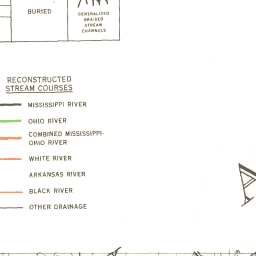 BURIED
GENERALIZED
BRAIDED
STREAM
CHANNELS
RECONSTRUCTED
STREAM COURSES
MISSISSIPPI RIVER
OHIO RIVER
COMBINED MISSISSIPPI-
OHIO RIVER
WHITE RIVER
ARKANSAS RIVER
BLACK RIVER
OTHER DRAINAGE